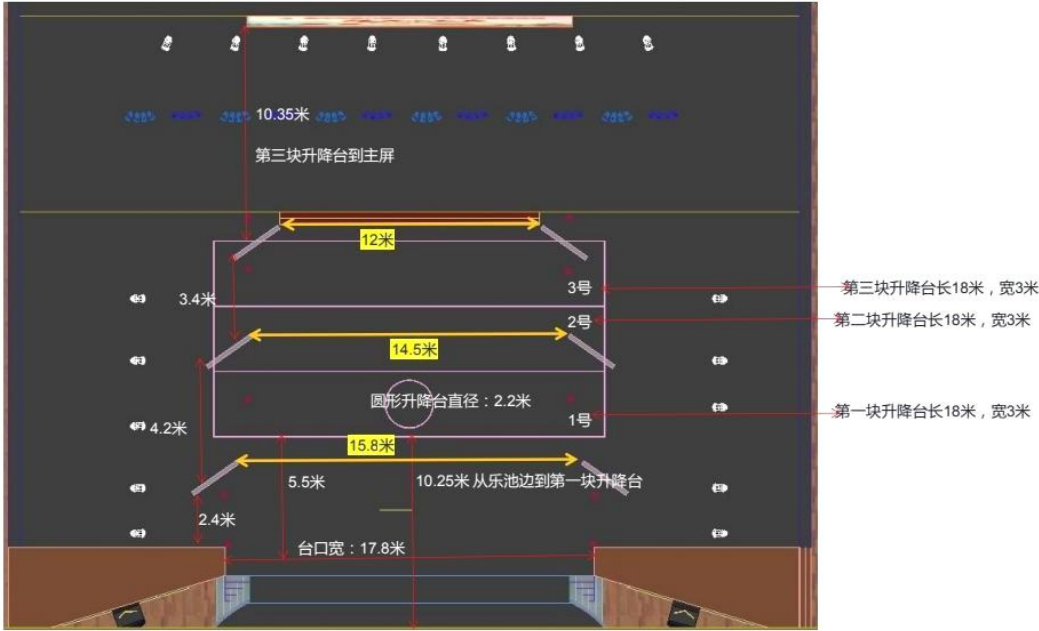 10.35米
第三块升降台到主屏
12米
3.4米
3号
第三块升降台长18米，宽3米
2号
第二块升降台长18米，宽3米
14.5米
圆形升降台直径：2.2米
1号
第一块升降台长18米，宽3米
4.2米
15.8米
5.5米
10.25米 从乐池边到第一块升降台
2.4米
台口宽：17.8米